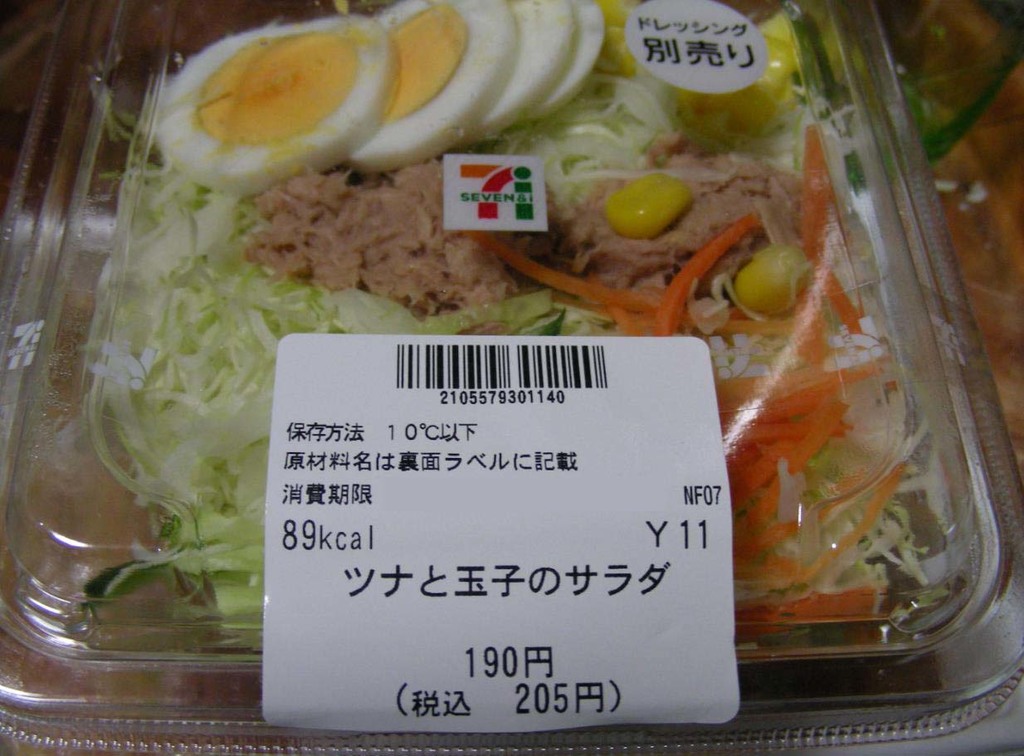 ドレッシング
別売り
7i
SEVEN&i
2105579301140
保存方法 10℃以下
原材料名は裏面ラベルに記載
消費期限 NF07
89kcal Y11
ツナと玉子のサラダ
190円
(税込 205円)